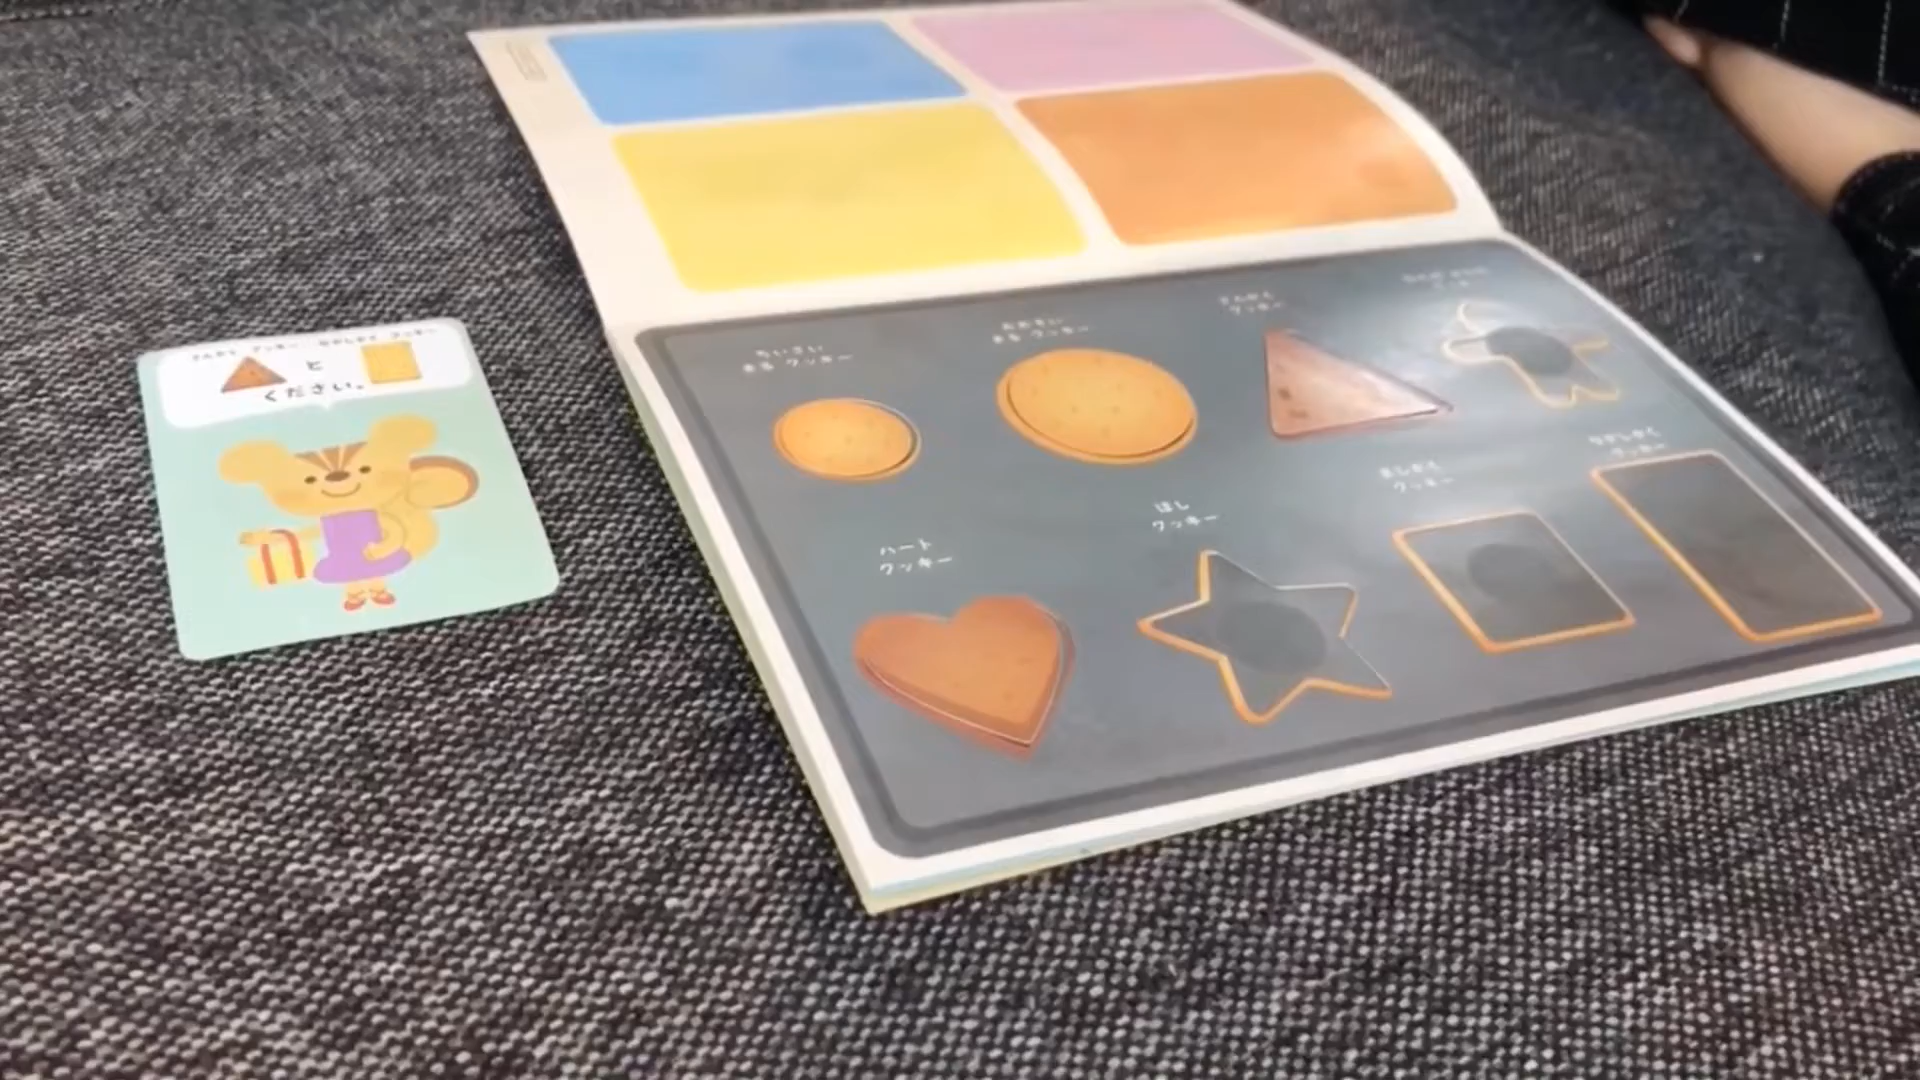 さんかく クッキー ながしかく クッキー
と
ください。
ちいさい
まる クッキー
おおきい
まる クッキー
さんかく
クッキー
ハート
クッキー
ほし
クッキー
ましかく
クッキー
ながしかく
クッキー